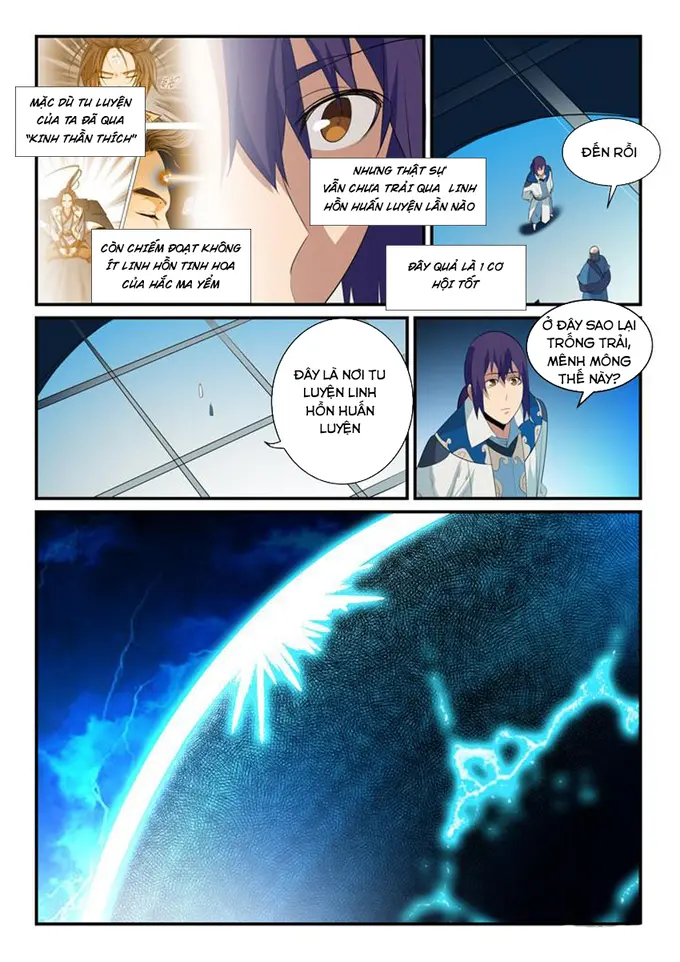 MẶC DÙ TU LUYỆN
CỦA TA ĐÃ QUA
“KINH THẦN THÍCH”
NHƯNG THẬT SỰ
VẪN CHƯA TRẢI QUA LINH
HỒN HUẤN LUYỆN LẦN NÀO
CÒN CHIẾM ĐOẠT KHÔNG
ÍT LINH HỒN TINH HOA
CỦA HẮC MA YỂM
ĐÂY QUẢ LÀ 1 CƠ
HỘI TỐT
ĐẾN RỒI
ĐÂY LÀ NƠI TU
LUYỆN LINH
HỒN HUẤN
LUYỆN
Ở ĐÂY SAO LẠI
TRỐNG TRẢI,
MÊNH MÔNG
THẾ NÀY?